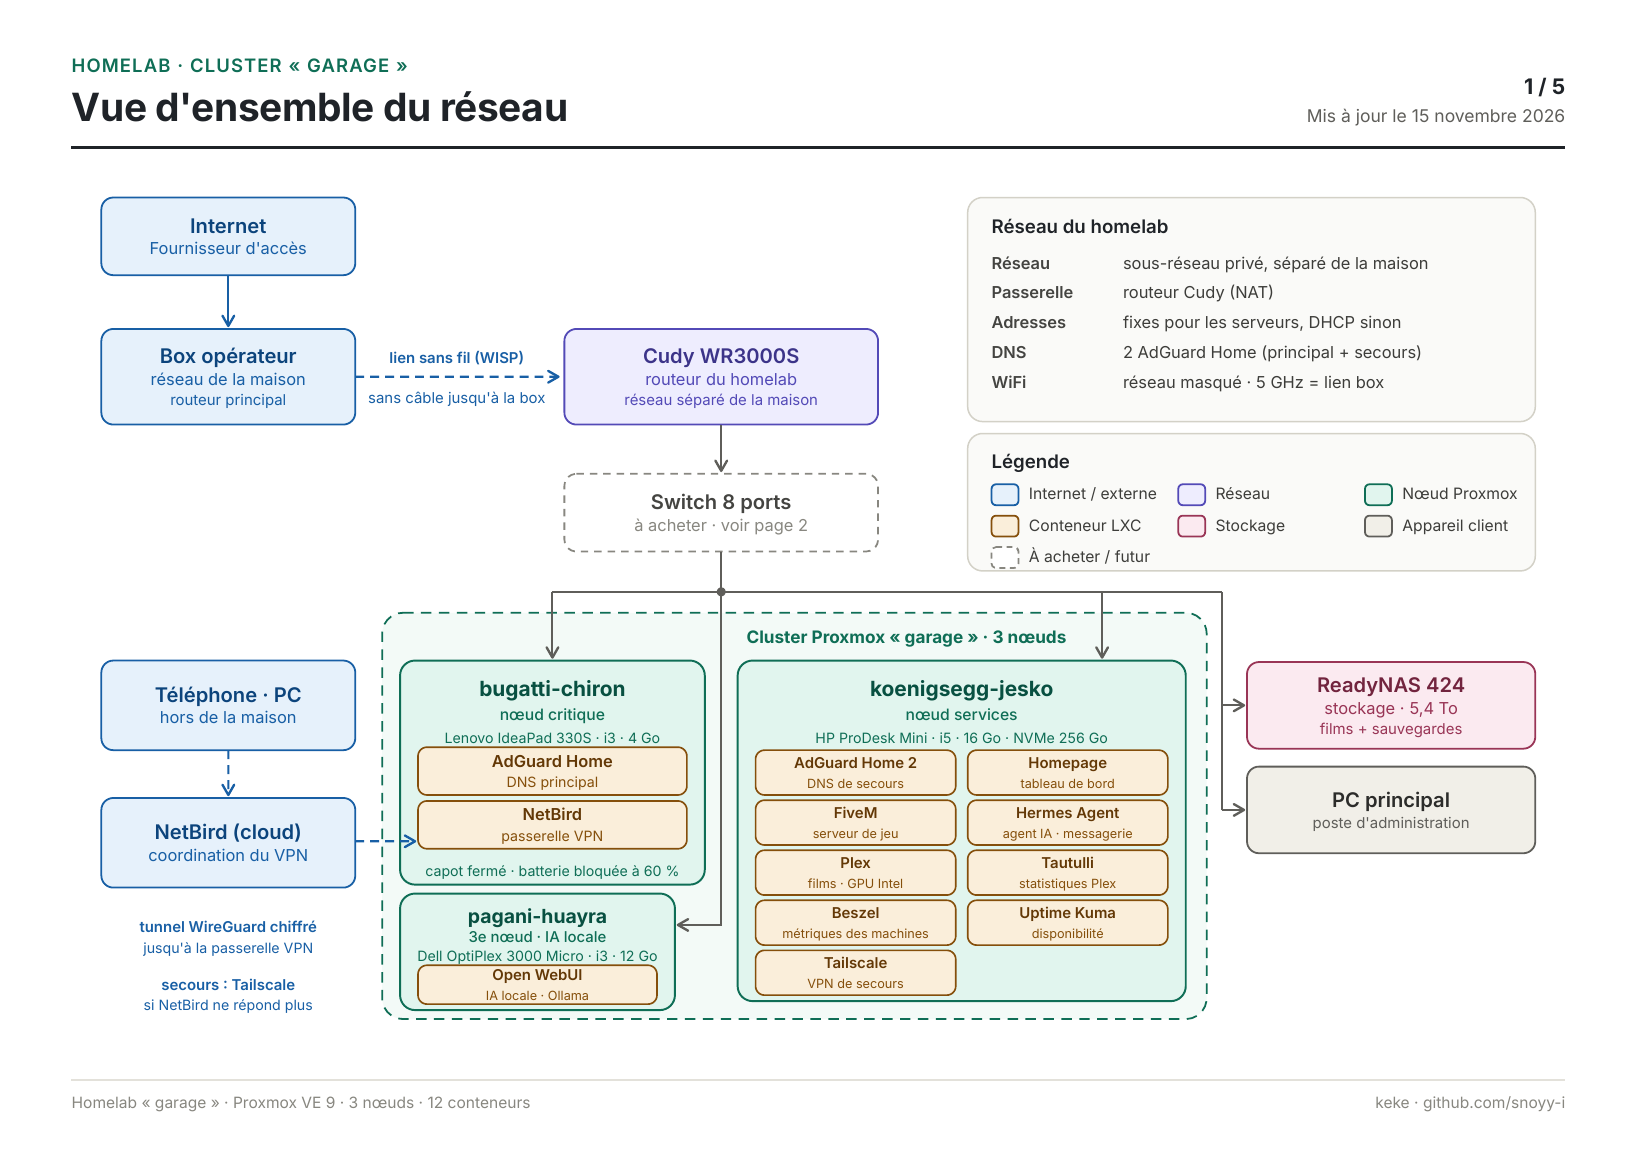 HOMELAB · CLUSTER « GARAGE »
Vue d'ensemble du réseau
1 / 5
Mis à jour le 15 novembre 2026
Internet
Fournisseur d'accès
Box opérateur
réseau de la maison
routeur principal
lien sans fil (WISP)
sans câble jusqu'à la box
Cudy WR3000S
routeur du homelab
réseau séparé de la maison
Switch 8 ports
à acheter · voir page 2
Réseau du homelab
Réseau sous-réseau privé, séparé de la maison
Passerelle routeur Cudy (NAT)
Adresses fixes pour les serveurs, DHCP sinon
DNS 2 AdGuard Home (principal + secours)
WiFi réseau masqué · 5 GHz = lien box
Légende
Internet / externe Réseau Nœud Proxmox
Conteneur LXC Stockage Appareil client
À acheter / futur
Cluster Proxmox « garage » · 3 nœuds
Téléphone · PC
hors de la maison
NetBird (cloud)
coordination du VPN
tunnel WireGuard chiffré
jusqu'à la passerelle VPN
secours : Tailscale
si NetBird ne répond plus
bugatti-chiron
nœud critique
Lenovo IdeaPad 330S · i3 · 4 Go
AdGuard Home
DNS principal
NetBird
passerelle VPN
capot fermé · batterie bloquée à 60 %
pagani-huayra
3e nœud · IA locale
Dell OptiPlex 3000 Micro · i3 · 12 Go
Open WebUI
IA locale · Ollama
koenigsegg-jesko
nœud services
HP ProDesk Mini · i5 · 16 Go · NVMe 256 Go
AdGuard Home 2
DNS de secours
Homepage
tableau de bord
FiveM
serveur de jeu
Hermes Agent
agent IA · messagerie
Plex
films · GPU Intel
Tautulli
statistiques Plex
Beszel
métriques des machines
Uptime Kuma
disponibilité
Tailscale
VPN de secours
ReadyNAS 424
stockage · 5,4 To
films + sauvegardes
PC principal
poste d'administration
Homelab « garage » · Proxmox VE 9 · 3 nœuds · 12 conteneurs
keke · github.com/snoyy-i